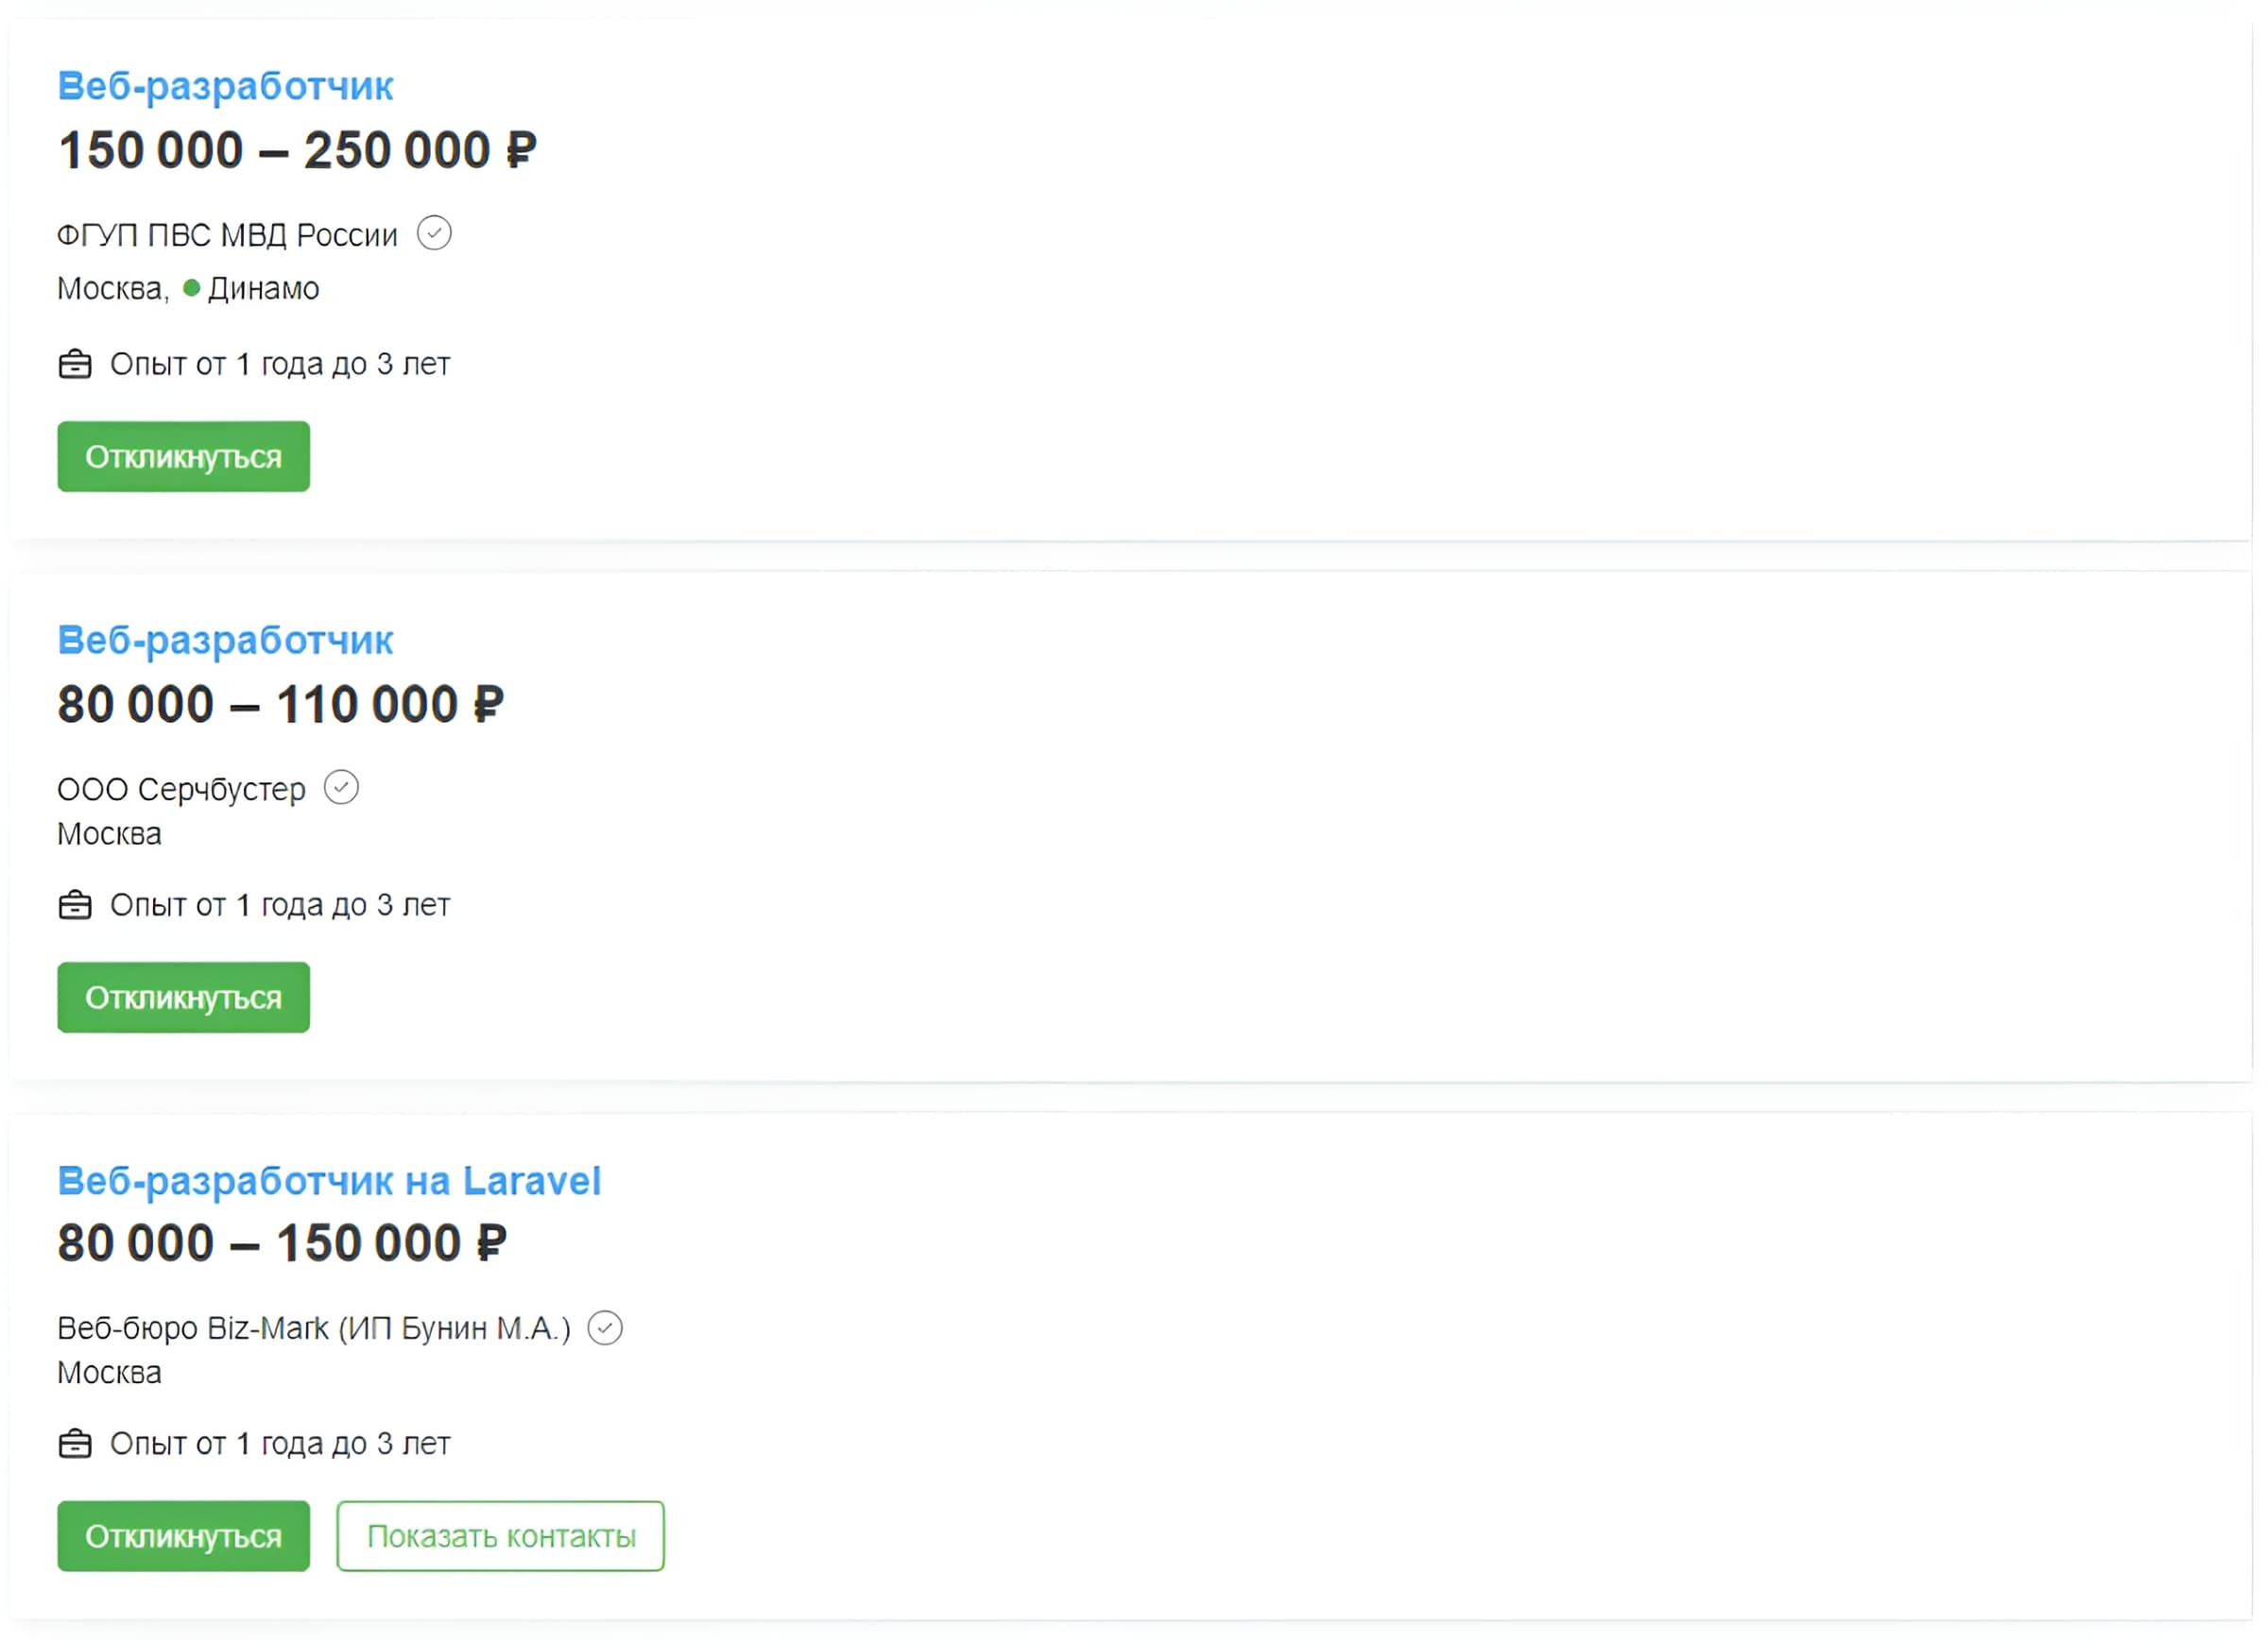 Веб-разработчик
150 000 – 250 000 ₽
ФГУП ПВС МВД России
Москва, Динамо
Опыт от 1 года до 3 лет
Откликнуться
Веб-разработчик
80 000 – 110 000 ₽
ООО Серчбустер
Москва
Опыт от 1 года до 3 лет
Откликнуться
Веб-разработчик на Laravel
80 000 – 150 000 ₽
Веб-бюро Biz-Mark (ИП Бунин М.А.)
Москва
Опыт от 1 года до 3 лет
Откликнуться Показать контакты